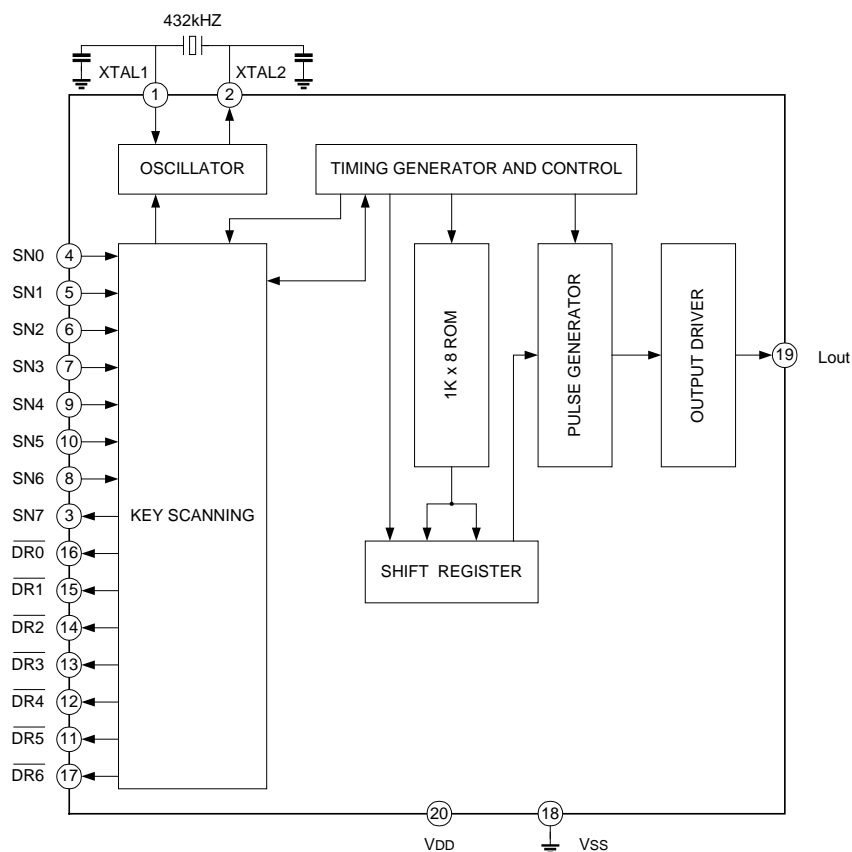 432kHZ
XTAL1
XTAL2
1
2
OSCILLATOR
TIMING GENERATOR AND CONTROL
SN0 4
SN1 5
SN2 6
SN3 7
SN4 9
SN5 10
SN6 8
SN7 3
DR0 16
DR1 15
DR2 14
DR3 13
DR4 12
DR5 11
DR6 17
KEY SCANNING
1K x 8 ROM
PULSE GENERATOR
OUTPUT DRIVER
19 Lout
SHIFT REGISTER
20
VDD
18
VSS